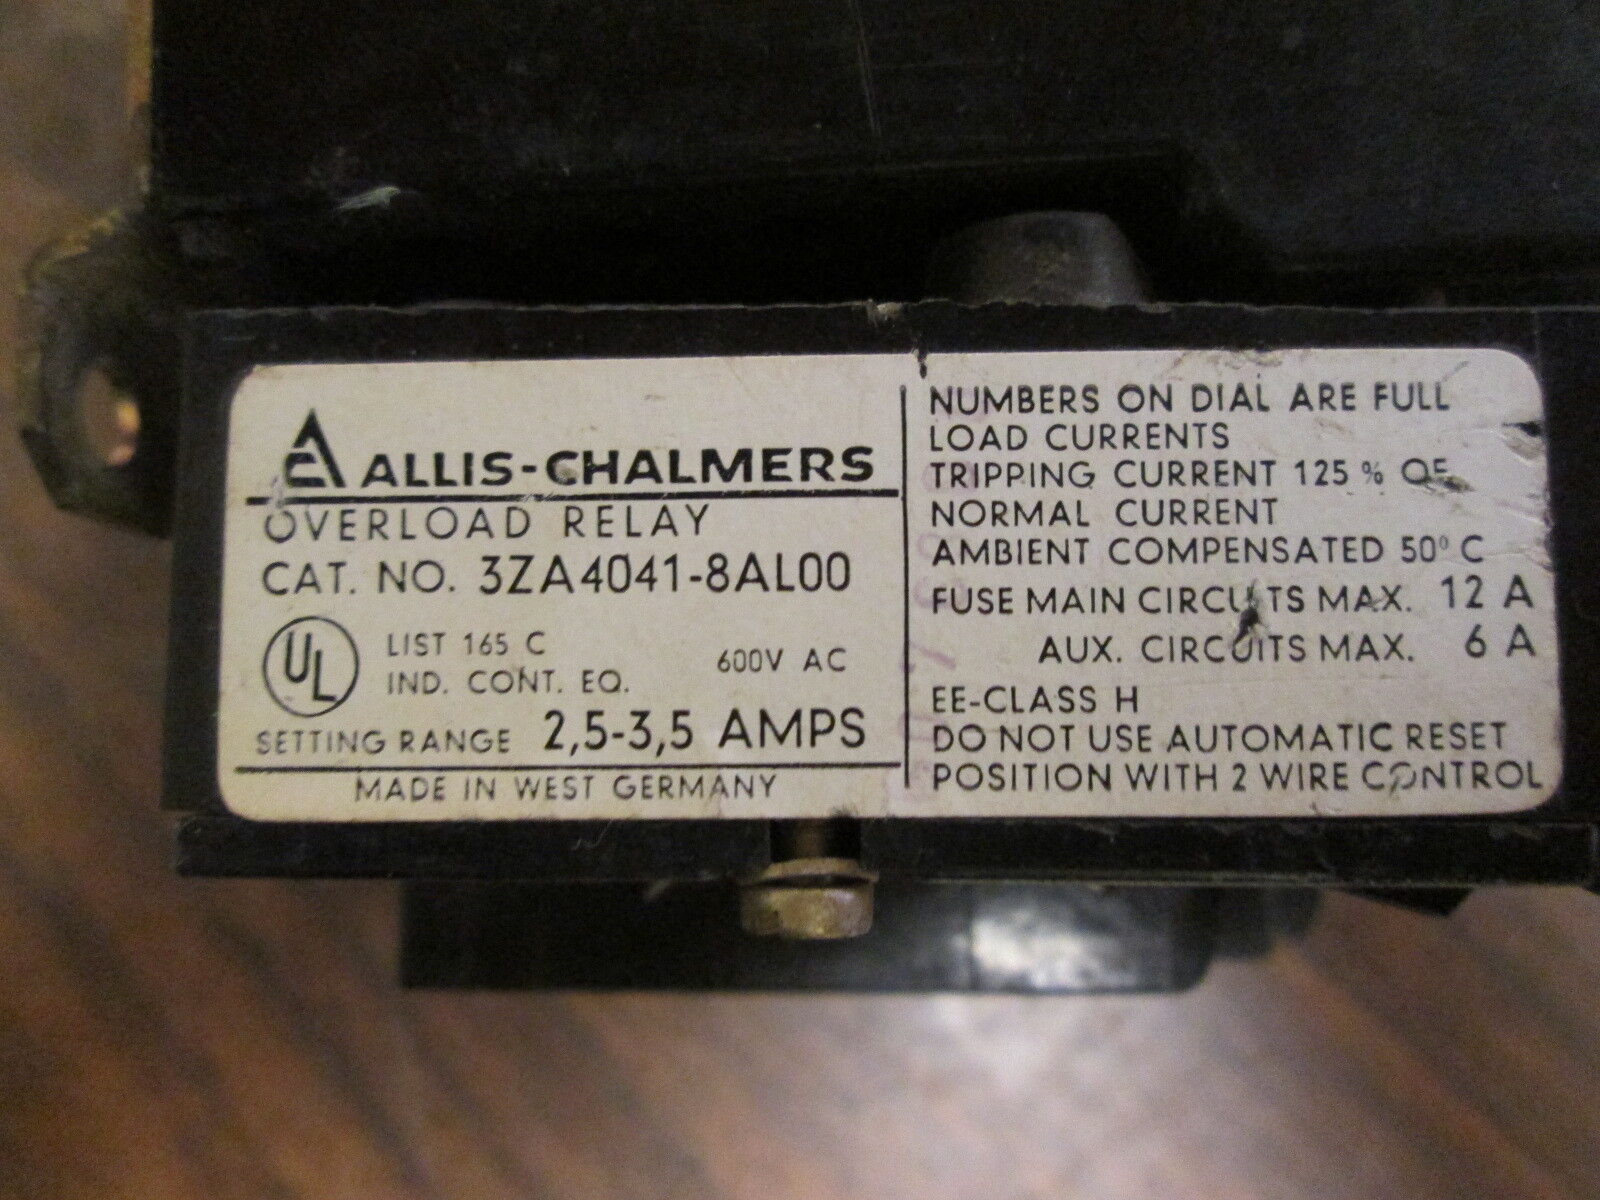 ALLIS-CHALMERS
OVERLOAD RELAY
CAT. NO. 3ZA4041-8AL00
UL LIST 165 C
IND. CONT. EQ. 600V AC
SETTING RANGE 2,5-3,5 AMPS
MADE IN WEST GERMANY
NUMBERS ON DIAL ARE FULL
LOAD CURRENTS
TRIPPING CURRENT 125 % OF
NORMAL CURRENT
AMBIENT COMPENSATED 50° C
FUSE MAIN CIRCUITS MAX. 12 A
AUX. CIRCUITS MAX. 6 A
EE-CLASS H
DO NOT USE AUTOMATIC RESET
POSITION WITH 2 WIRE CONTROL